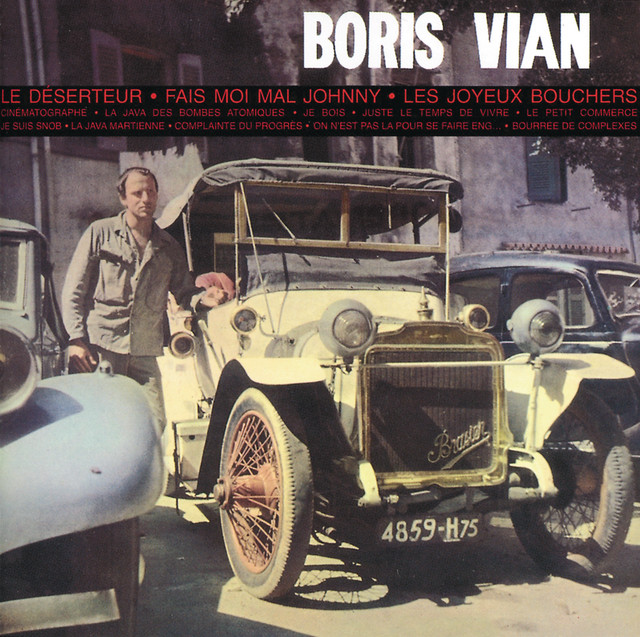 BORIS VIAN
LE DÉSERTEUR • FAIS MOI MAL JOHNNY • LES JOYEUX BOUCHERS
CINÉMATOGRAPHE • LA JAVA DES BOMBES ATOMIQUES • JE BOIS • JUSTE LE TEMPS DE VIVRE • LE PETIT COMMERCE
JE SUIS SNOB • LA JAVA MARTIENNE • COMPLAINTE DU PROGRÈS • ON N'EST PAS LA POUR SE FAIRE ENG... • BOURRÉE DE COMPLEXES
Brasier
4859-H75